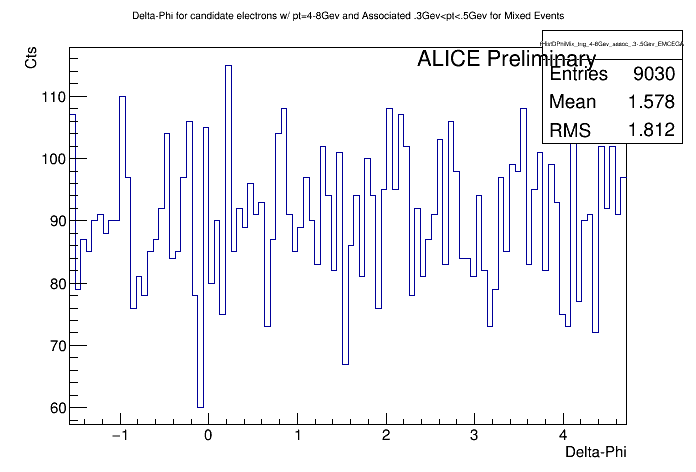 Delta-Phi for candidate electrons w/ pt=4-8Gev and Associated .3Gev<pt<.5Gev for Mixed Events
Cts
ALICE Preliminary
Entries 9030
Mean 1.578
RMS 1.812
110
100
90
80
70
60
−1 0 1 2 3 4
Delta-Phi